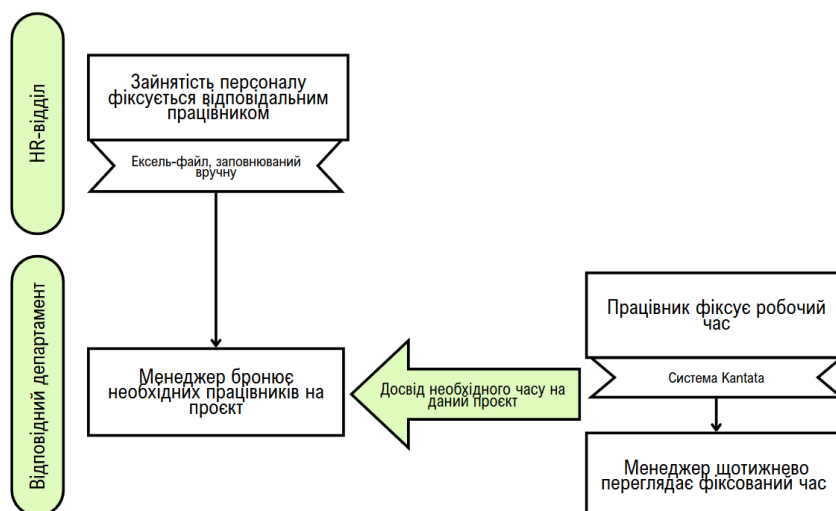 HR-відділ
Зайнятість персоналу
фіксується відповідальним
працівником
Ексель-файл, заповнюваний
вручну
Відповідний департамент
Менеджер бронює
необхідних працівників на
проєкт
Досвід необхідного часу на
даний проєкт
Працівник фіксує робочий
час
Система Kantata
Менеджер щотижнево
переглядає фіксований час